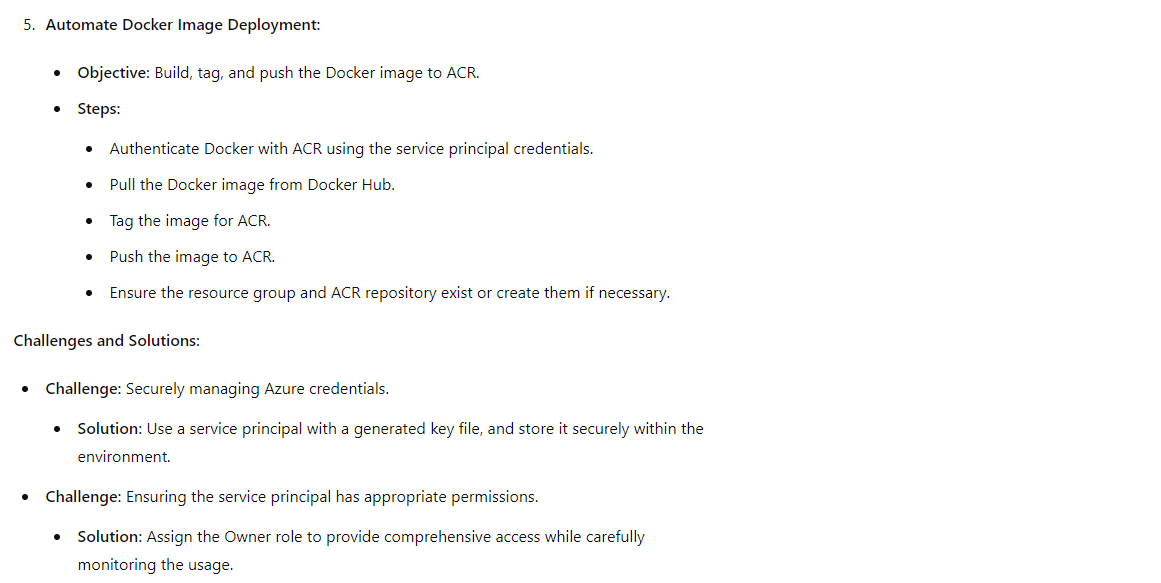 5. Automate Docker Image Deployment:
• Objective: Build, tag, and push the Docker image to ACR.
• Steps:
• Authenticate Docker with ACR using the service principal credentials.
• Pull the Docker image from Docker Hub.
• Tag the image for ACR.
• Push the image to ACR.
• Ensure the resource group and ACR repository exist or create them if necessary.
Challenges and Solutions:
• Challenge: Securely managing Azure credentials.
• Solution: Use a service principal with a generated key file, and store it securely within the
environment.
• Challenge: Ensuring the service principal has appropriate permissions.
• Solution: Assign the Owner role to provide comprehensive access while carefully
monitoring the usage.